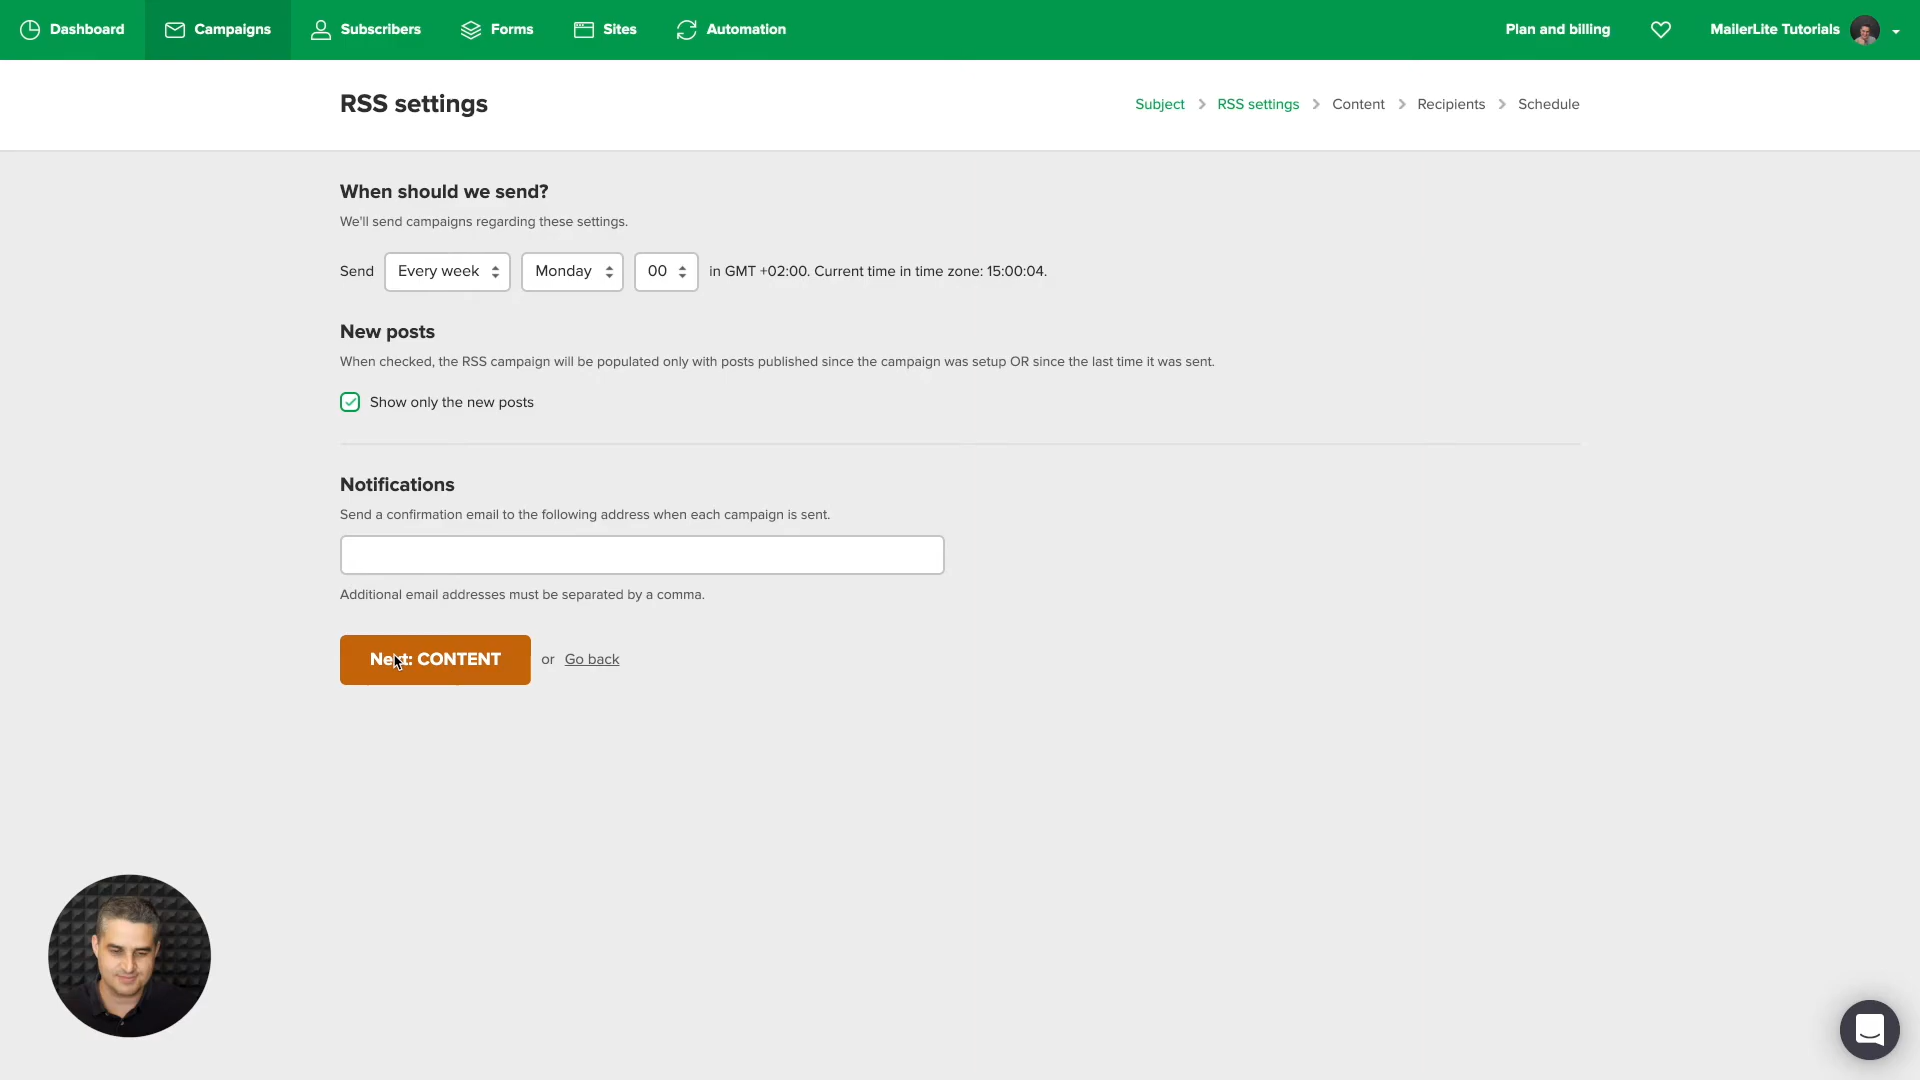 Dashboard
Campaigns
Subscribers
Forms
Sites
Automation
Plan and billing
MailerLite Tutorials
RSS settings
Subject
RSS settings
Content
Recipients
Schedule
When should we send?
We'll send campaigns regarding these settings.
Send Every week Monday 00 in GMT +02:00. Current time in time zone: 15:00:04.
New posts
When checked, the RSS campaign will be populated only with posts published since the campaign was setup OR since the last time it was sent.
Show only the new posts
Notifications
Send a confirmation email to the following address when each campaign is sent.
Additional email addresses must be separated by a comma.
Next: CONTENT or Go back